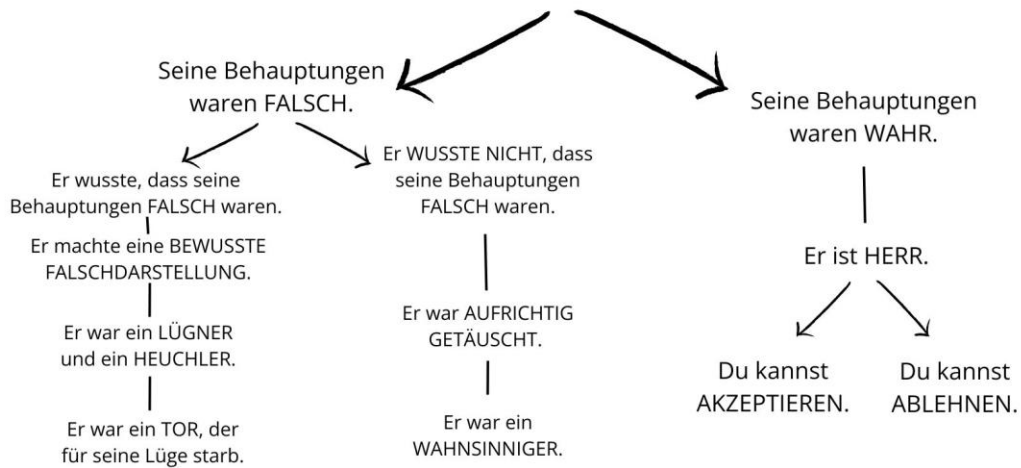 Seine Behauptungen
waren FALSCH.
Er wusste, dass seine
Behauptungen FALSCH waren.
Er machte eine BEWUSSTE
FALSCHDARSTELLUNG.
Er war ein LÜGNER
und ein HEUCHLER.
Er war ein TOR, der
für seine Lüge starb.
Er WUSSTE NICHT, dass
seine Behauptungen
FALSCH waren.
Er war AUFRICHTIG
GETÄUSCHT.
Er war ein
WAHNSINNIGER.
Seine Behauptungen
waren WAHR.
Er ist HERR.
Du kannst
AKZEPTIEREN.
Du kannst
ABLEHNEN.